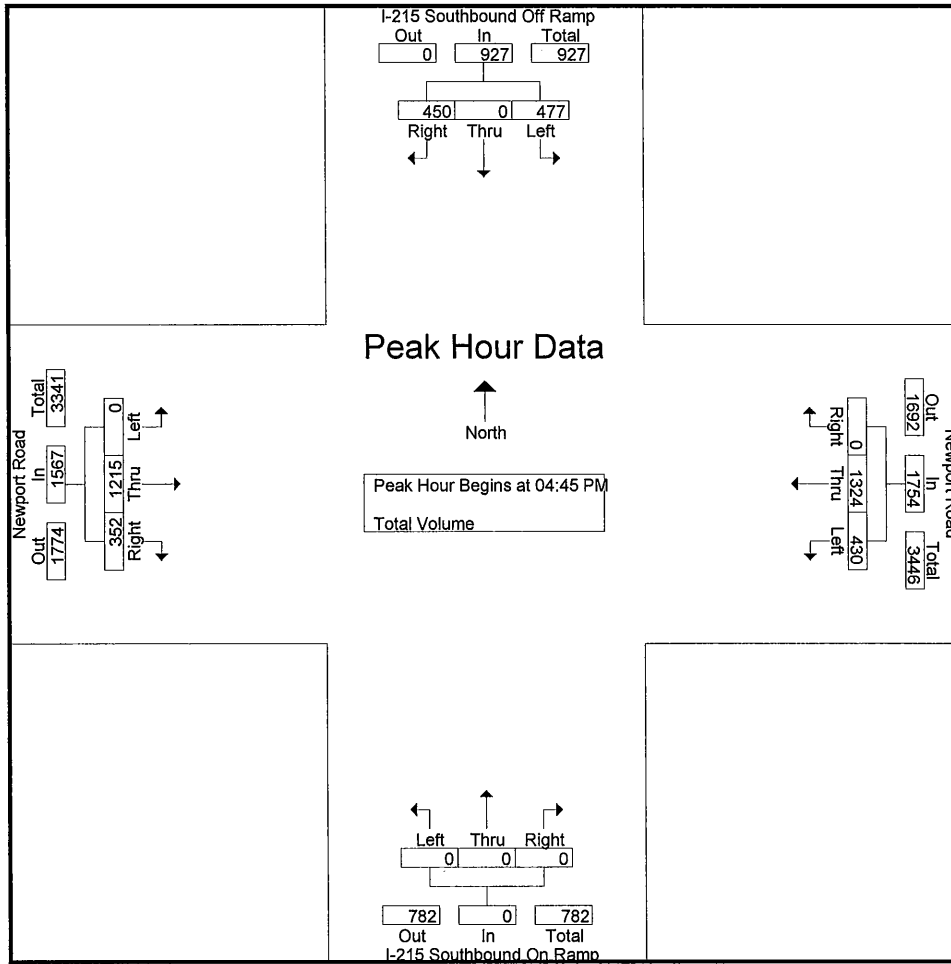 I-215 Southbound Off Ramp
Out In Total
0 927 927
450 0 477
Right Thru Left
Peak Hour Data
North
Peak Hour Begins at 04:45 PM
Total Volume
Newport Road
Out In Total
1774 1567 3341
352 1215 0
Right Thru Left
Newport Road
Out In Total
1692 1754 3446
0 1324 430
Right Thru Left
Left Thru Right
0 0 0
782 0 782
Out In Total
I-215 Southbound On Ramp